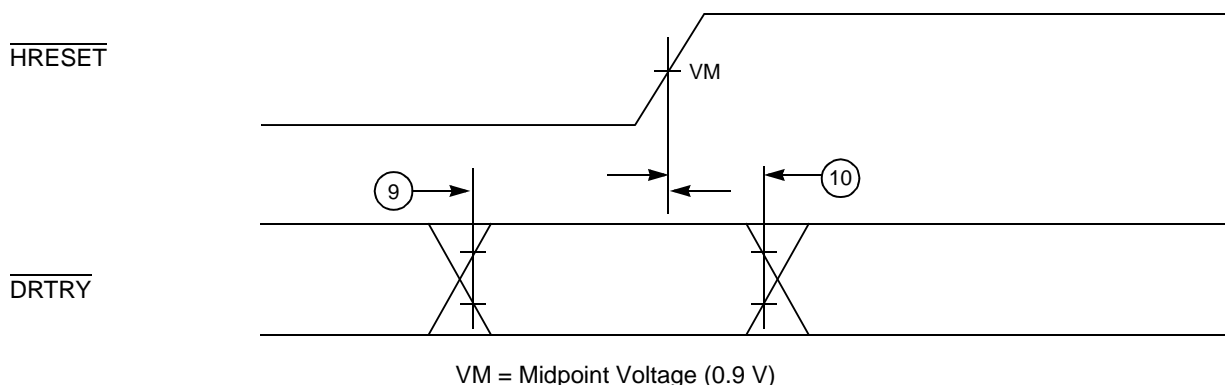 HRESET
VM
9
10
DRTRY
VM = Midpoint Voltage (0.9 V)